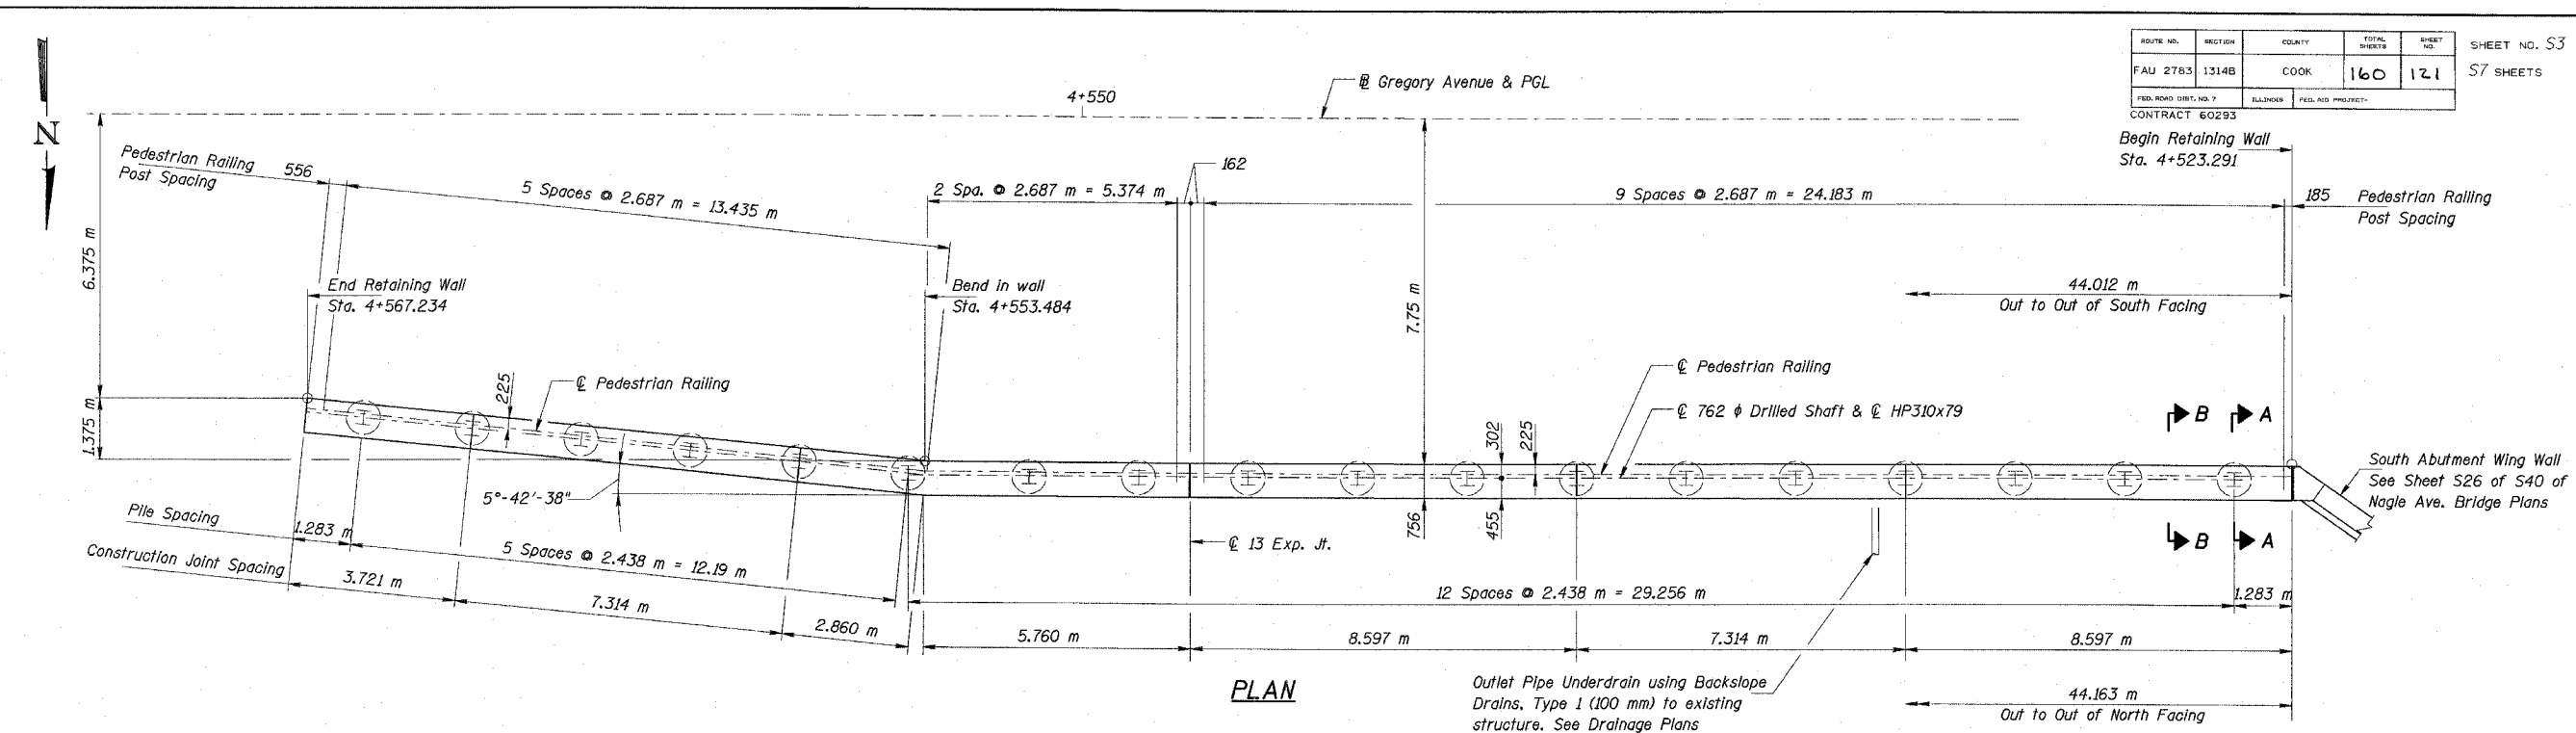 ROUTE NO. SECTION COUNTY TOTAL SHEETS SHEET NO.
FAU 2783 1314B COOK 160 121
FED. ROAD DIST. NO. 7 ILLINOIS FED. AID PROJECT-
CONTRACT 60293
SHEET NO. S3
S7 SHEETS
N
℄ Gregory Avenue & PGL
4+550
Begin Retaining Wall
Sta. 4+523.291
Pedestrian Railing
Post Spacing
556
5 Spaces @ 2.687 m = 13.435 m
2 Spa. @ 2.687 m = 5.374 m
162
9 Spaces @ 2.687 m = 24.183 m
185
Pedestrian Railing
Post Spacing
6.375 m
End Retaining Wall
Sta. 4+567.234
Bend in wall
Sta. 4+553.484
7.75 m
44.012 m
Out to Out of South Facing
225
℄ Pedestrian Railing
℄ Pedestrian Railing
℄ 762 ϕ Drilled Shaft & ℄ HP310x79
B
A
1.375 m
302
225
South Abutment Wing Wall
See Sheet S26 of S40 of
Nagle Ave. Bridge Plans
5°-42'-38"
756
455
℄ 13 Exp. Jt.
B
A
Pile Spacing
1.283 m
5 Spaces @ 2.438 m = 12.19 m
12 Spaces @ 2.438 m = 29.256 m
1.283 m
Construction Joint Spacing
3.721 m
7.314 m
2.860 m
5.760 m
8.597 m
7.314 m
8.597 m
PLAN
Outlet Pipe Underdrain using Backslope
Drains, Type 1 (100 mm) to existing
structure. See Drainage Plans
44.163 m
Out to Out of North Facing